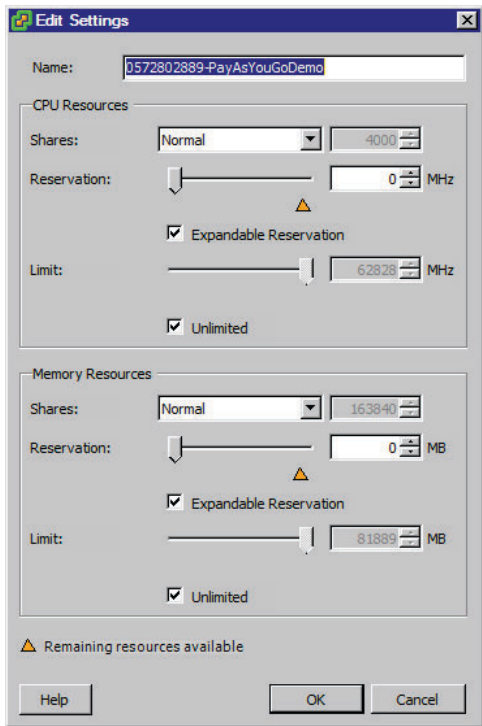 Edit Settings
Name: 0572802889-PayAsYouGoDemo
CPU Resources
Shares: Normal 4000
Reservation: 0 MHz
Expandable Reservation
Limit: 62828 MHz
Unlimited
Memory Resources
Shares: Normal 163840
Reservation: 0 MB
Expandable Reservation
Limit: 81889 MB
Unlimited
Remaining resources available
Help OK Cancel